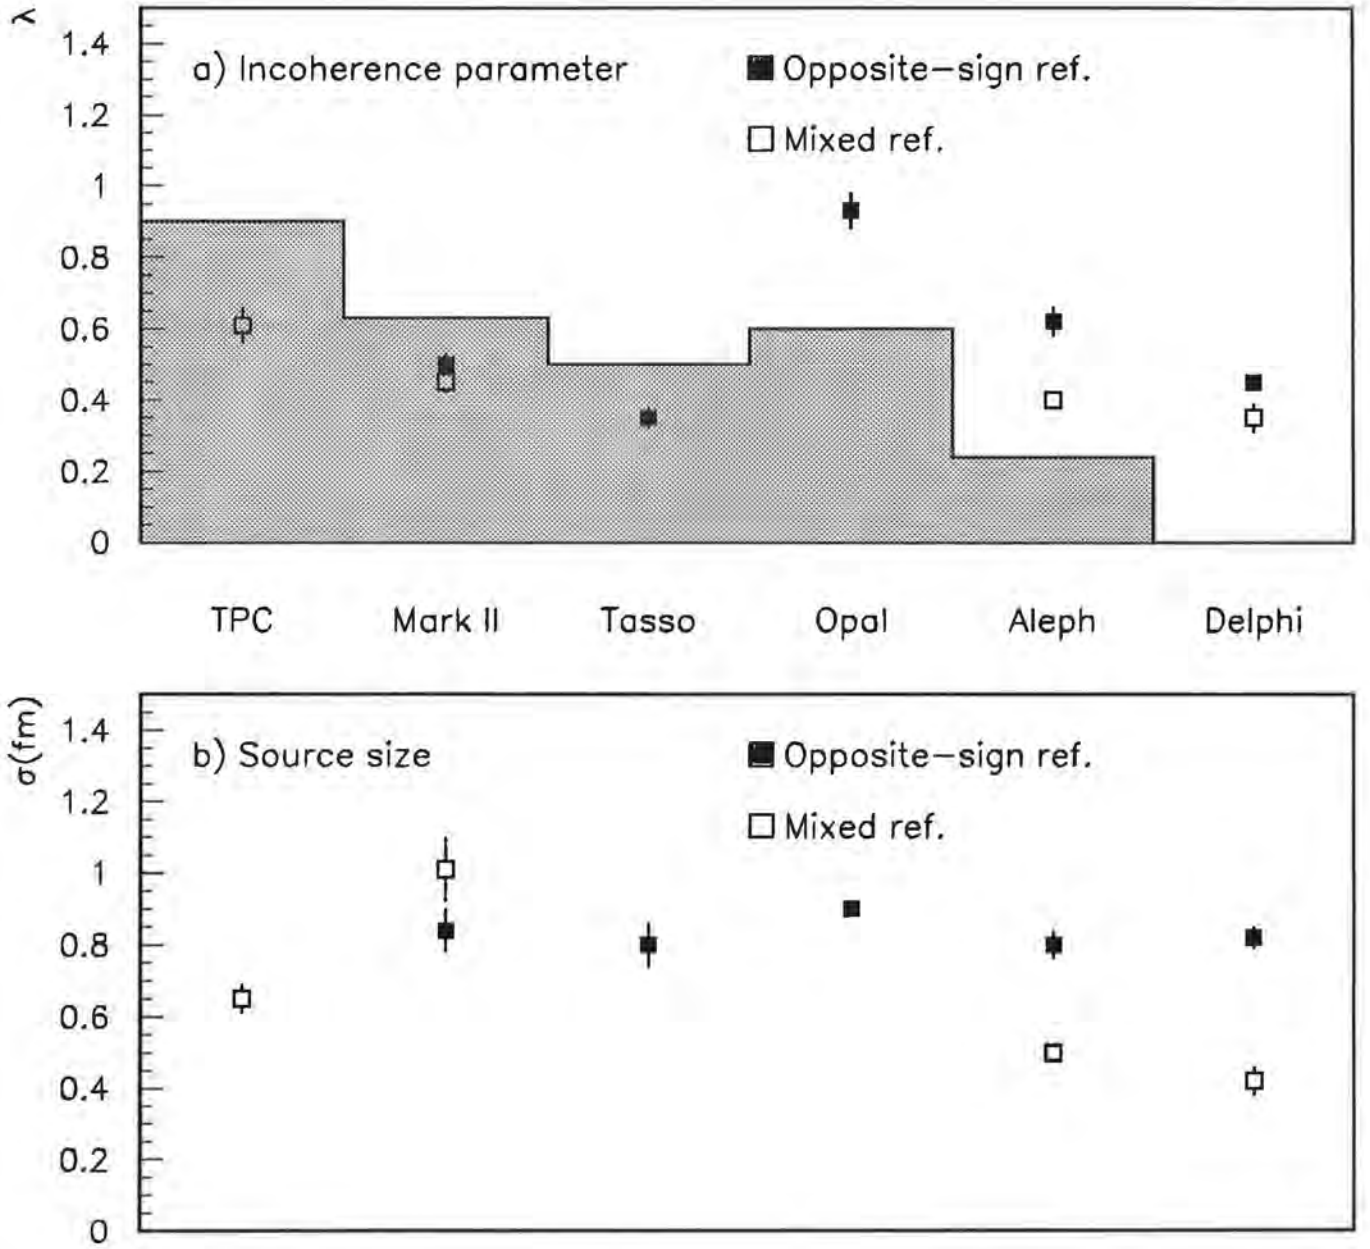 λ
1.4
a) Incoherence parameter
■ Opposite-sign ref.
1.2
□ Mixed ref.
1
0.8
0.6
0.4
0.2
0
TPC Mark II Tasso Opal Aleph Delphi
σ(fm)
1.4
b) Source size
■ Opposite-sign ref.
1.2
□ Mixed ref.
1
0.8
0.6
0.4
0.2
0